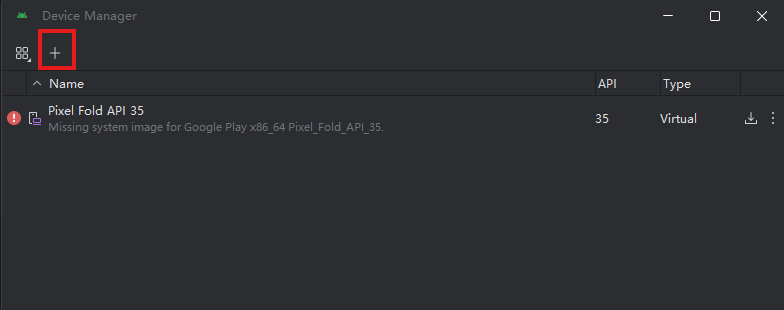 Device Manager
Name API Type
Pixel Fold API 35 35 Virtual
Missing system image for Google Play x86_64 Pixel_Fold_API_35.